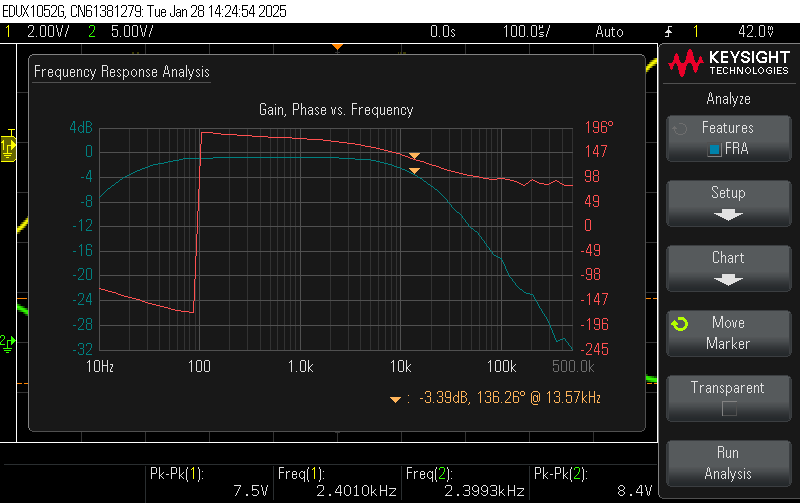 EDUX1052G, CN61381279: Tue Jan 28 14:24:54 2025
1 2.00V/ 2 5.00V/ 0.0s 100.0s/ Auto 1 42.0V
KEYSIGHT
TECHNOLOGIES
Frequency Response Analysis
Analyze
Gain, Phase vs. Frequency
Features
FRA
4dB 196°
0 147
-4 98
-8 49
-12 0
-16 -49
-20 -98
-24 -147
-28 -196
-32 -245
10Hz 100 1.0k 10k 100k 500.0k
-3.39dB, 136.26° @ 13.57kHz
T
1
2
Setup
Chart
Move
Marker
Transparent
Run
Analysis
Pk-Pk(1): Freq(1): Freq(2): Pk-Pk(2):
7.5V 2.4010kHz 2.3993kHz 8.4V